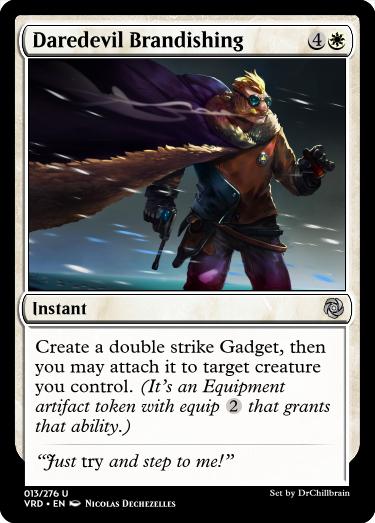 Daredevil Brandishing 4
Instant
Create a double strike Gadget, then
you may attach it to target creature
you control. (It's an Equipment
artifact token with equip 2 that grants
that ability.)
“Just try and step to me!”
013/276 U
VRD • EN Nicolas Dechezelles
Set by DrChillbrain